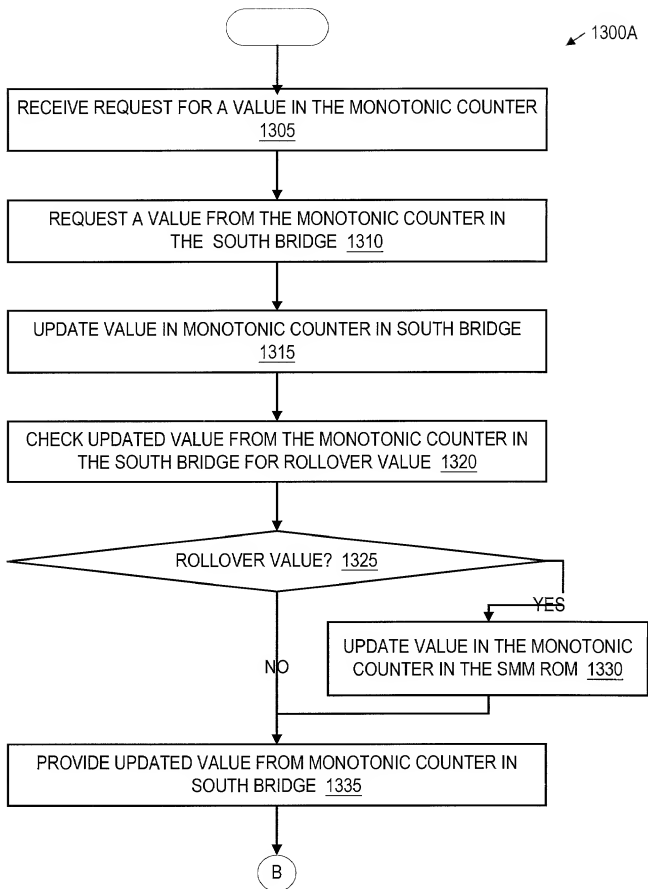 1300A
RECEIVE REQUEST FOR A VALUE IN THE MONOTONIC COUNTER
1305
REQUEST A VALUE FROM THE MONOTONIC COUNTER IN
THE SOUTH BRIDGE 1310
UPDATE VALUE IN MONOTONIC COUNTER IN SOUTH BRIDGE
1315
CHECK UPDATED VALUE FROM THE MONOTONIC COUNTER IN
THE SOUTH BRIDGE FOR ROLLOVER VALUE 1320
ROLLOVER VALUE? 1325
YES
UPDATE VALUE IN THE MONOTONIC
COUNTER IN THE SMM ROM 1330
NO
PROVIDE UPDATED VALUE FROM MONOTONIC COUNTER IN
SOUTH BRIDGE 1335
B